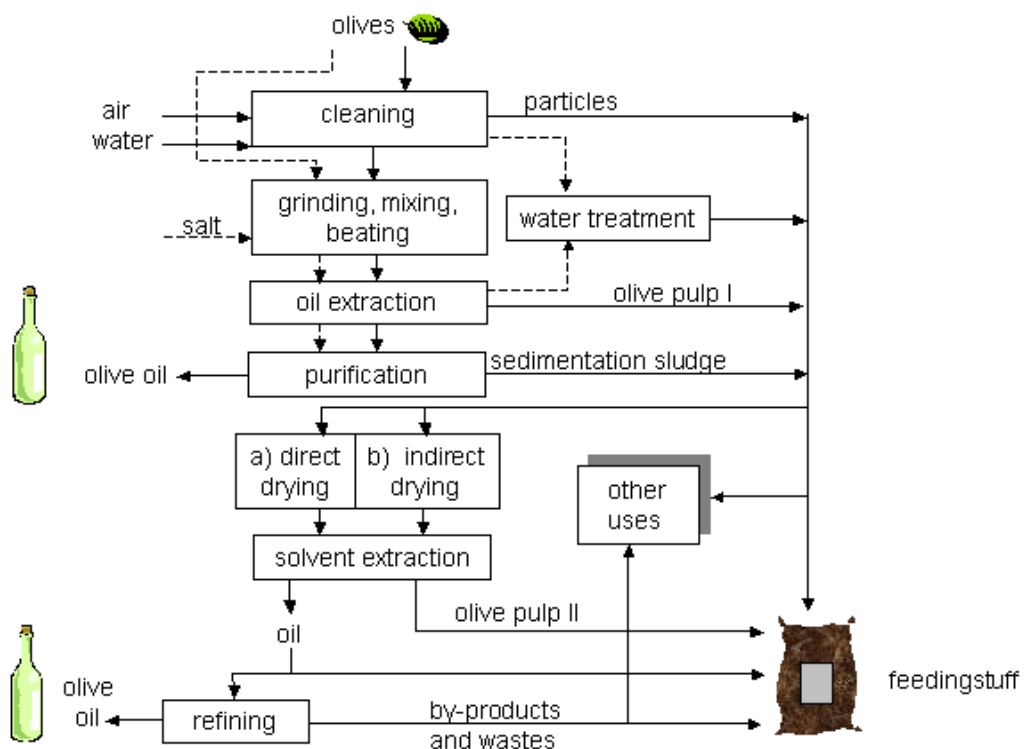 olives
air
water
cleaning
particles
grinding, mixing,
beating
salt
water treatment
oil extraction
olive pulp I
olive oil
purification
sedimentation sludge
a) direct
drying
b) indirect
drying
other
uses
solvent extraction
olive pulp II
oil
feedingstuff
olive
oil
refining
by-products
and wastes